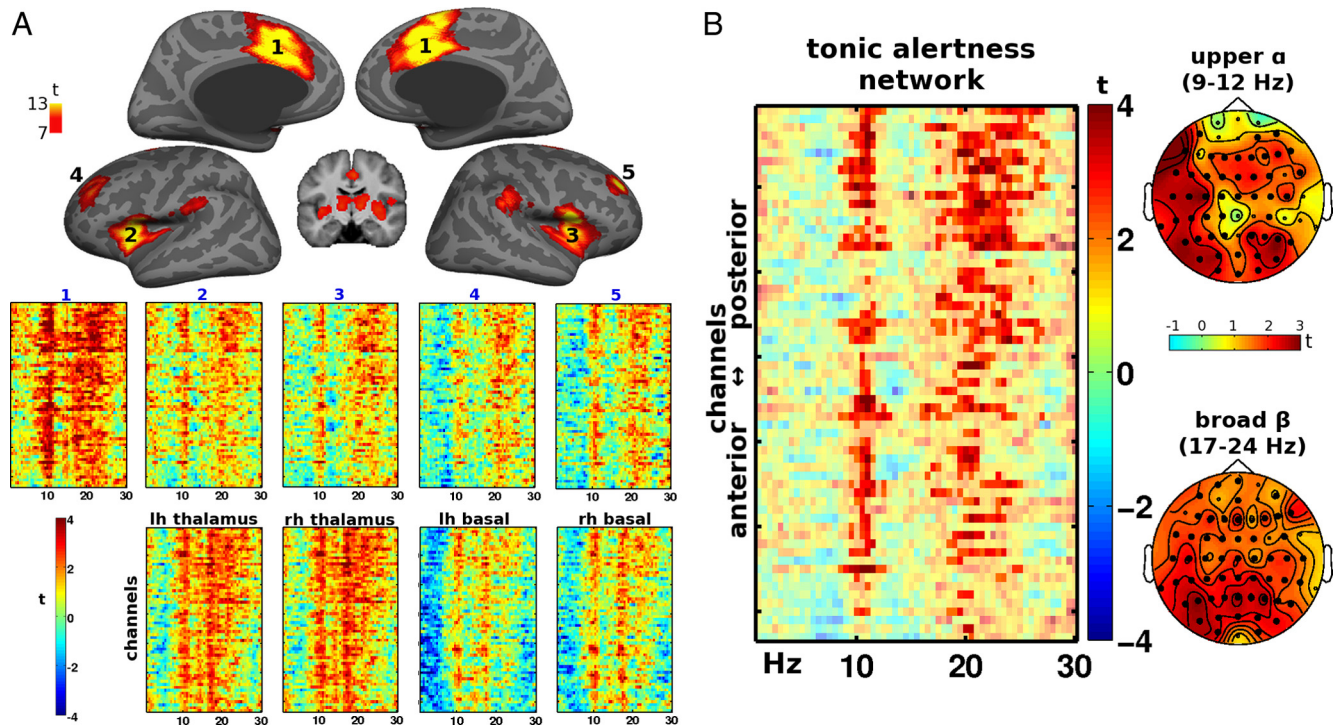 A
1
1
t
13
7
4
5
2
3
1 2 3 4 5
10 20 30 10 20 30 10 20 30 10 20 30 10 20 30
lh thalamus rh thalamus lh basal rh basal
4
2
0
-2
-4
t
channels
10 20 30 10 20 30 10 20 30 10 20 30
B
tonic alertness
network
t
4
2
0
−2
−4
anterior ↔ posterior
channels
Hz 10 20 30
upper α
(9-12 Hz)
-1 0 1 2 3
t
broad β
(17-24 Hz)